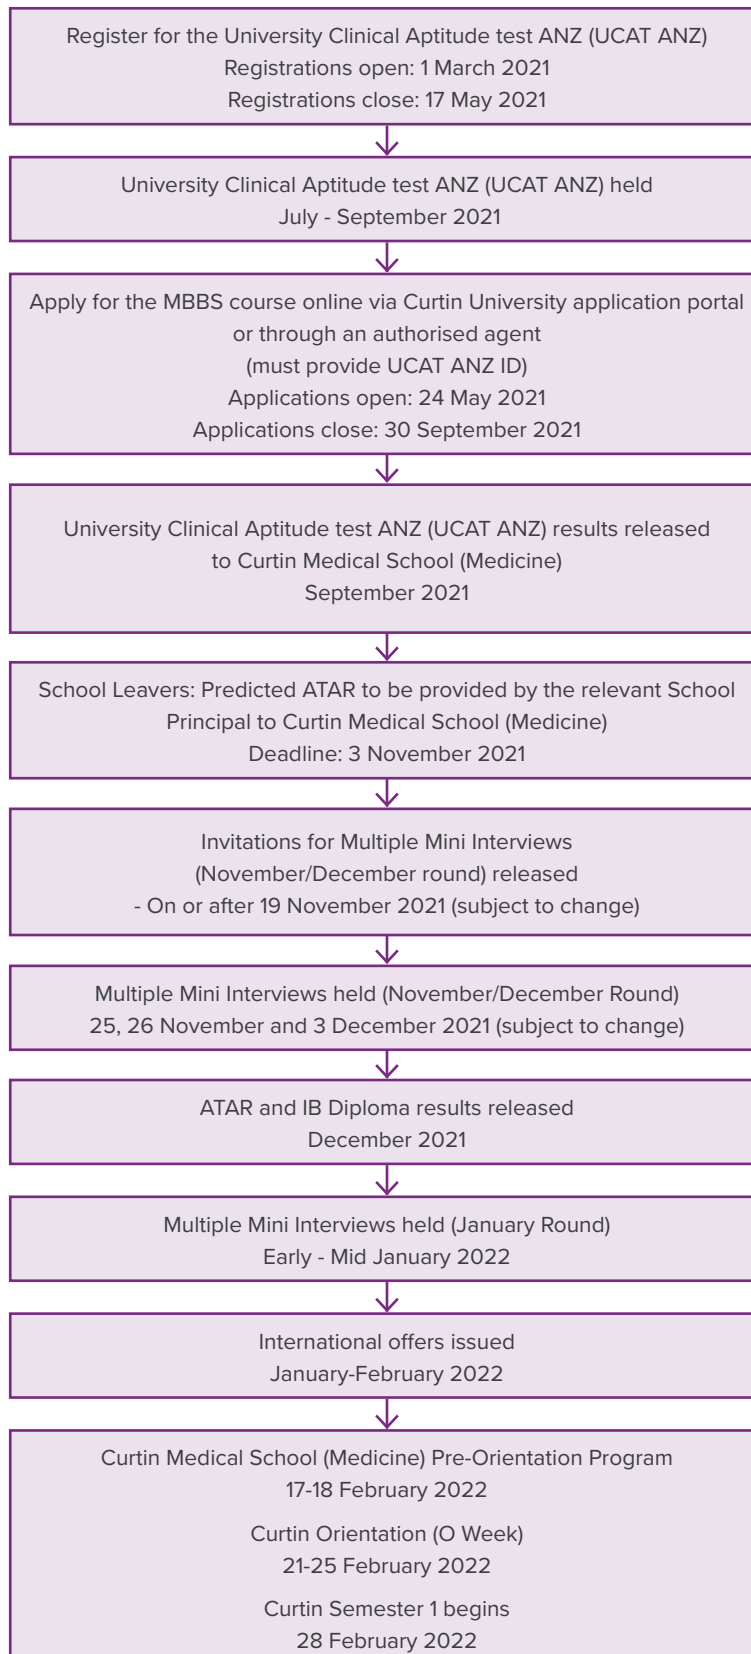 Register for the University Clinical Aptitude test ANZ (UCAT ANZ)
Registrations open: 1 March 2021
Registrations close: 17 May 2021
University Clinical Aptitude test ANZ (UCAT ANZ) held
July - September 2021
Apply for the MBBS course online via Curtin University application portal
or through an authorised agent
(must provide UCAT ANZ ID)
Applications open: 24 May 2021
Applications close: 30 September 2021
University Clinical Aptitude test ANZ (UCAT ANZ) results released
to Curtin Medical School (Medicine)
September 2021
School Leavers: Predicted ATAR to be provided by the relevant School
Principal to Curtin Medical School (Medicine)
Deadline: 3 November 2021
Invitations for Multiple Mini Interviews
(November/December round) released
- On or after 19 November 2021 (subject to change)
Multiple Mini Interviews held (November/December Round)
25, 26 November and 3 December 2021 (subject to change)
ATAR and IB Diploma results released
December 2021
Multiple Mini Interviews held (January Round)
Early - Mid January 2022
International offers issued
January-February 2022
Curtin Medical School (Medicine) Pre-Orientation Program
17-18 February 2022
Curtin Orientation (O Week)
21-25 February 2022
Curtin Semester 1 begins
28 February 2022